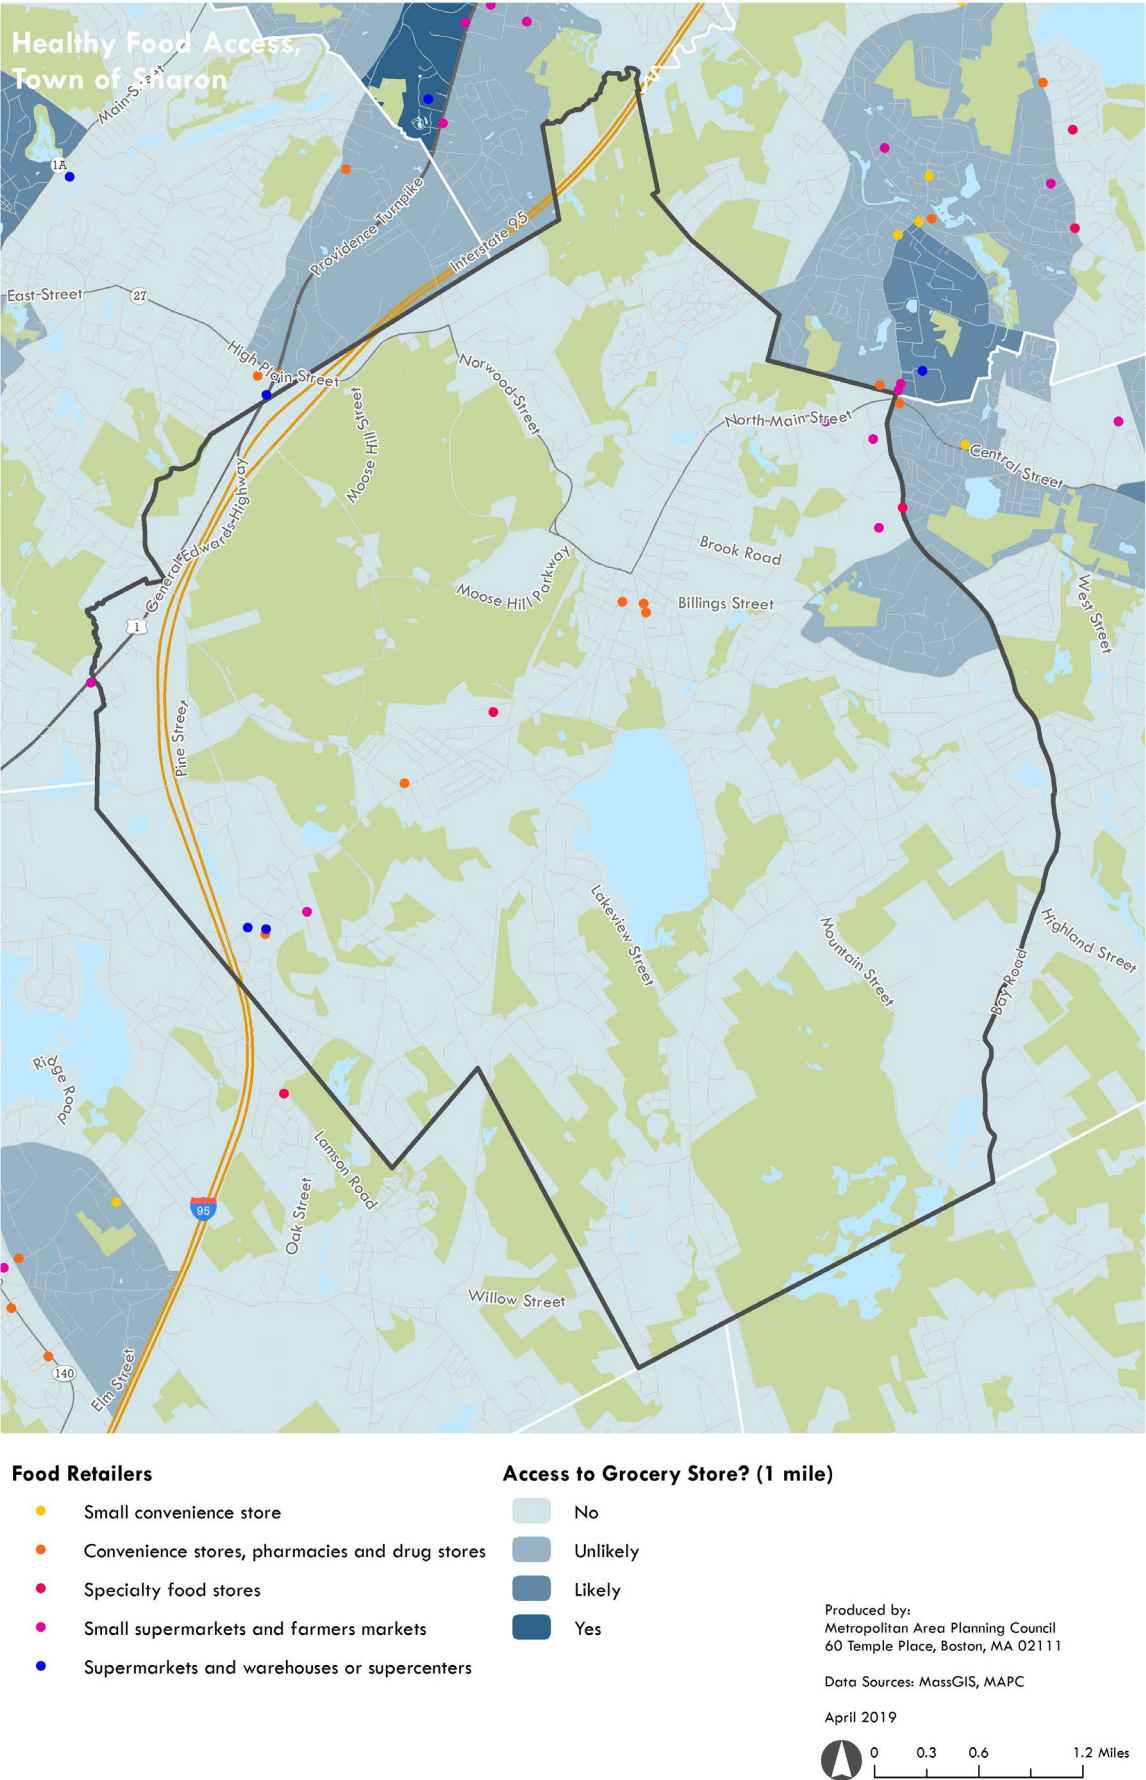 Healthy Food Access,
Town of Sharon
Main Street
1A
Providence Turnpike
Interstate 95
East Street
27
High Plain Street
Norwood Street
Moose Hill Street
North Main Street
Central Street
General Edwards Highway
Brook Road
Moose Hill Parkway
Billings Street
West Street
1
Pine Street
Lakeview Street
Mountain Street
Highland Street
Bay Road
Ridge Road
Lamson Road
Oak Street
95
Willow Street
Elm Street
140
Food Retailers
Small convenience store
Convenience stores, pharmacies and drug stores
Specialty food stores
Small supermarkets and farmers markets
Supermarkets and warehouses or supercenters
Access to Grocery Store? (1 mile)
No
Unlikely
Likely
Yes
Produced by:
Metropolitan Area Planning Council
60 Temple Place, Boston, MA 02111
Data Sources: MassGIS, MAPC
April 2019
0 0.3 0.6 1.2 Miles